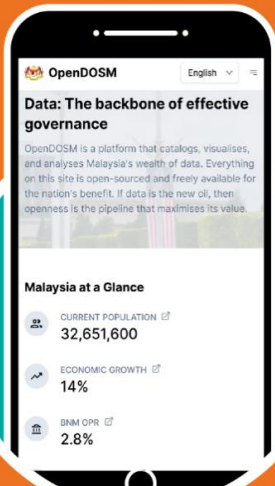 OpenDOSM
English
Data: The backbone of effective
governance
OpenDOSM is a platform that catalogs, visualises,
and analyses Malaysia's wealth of data. Everything
on this site is open-sourced and freely available for
the nation's benefit. If data is the new oil, then
openness is the pipeline that maximises its value.
Malaysia at a Glance
CURRENT POPULATION
32,651,600
ECONOMIC GROWTH
14%
BNM OPR
2.8%